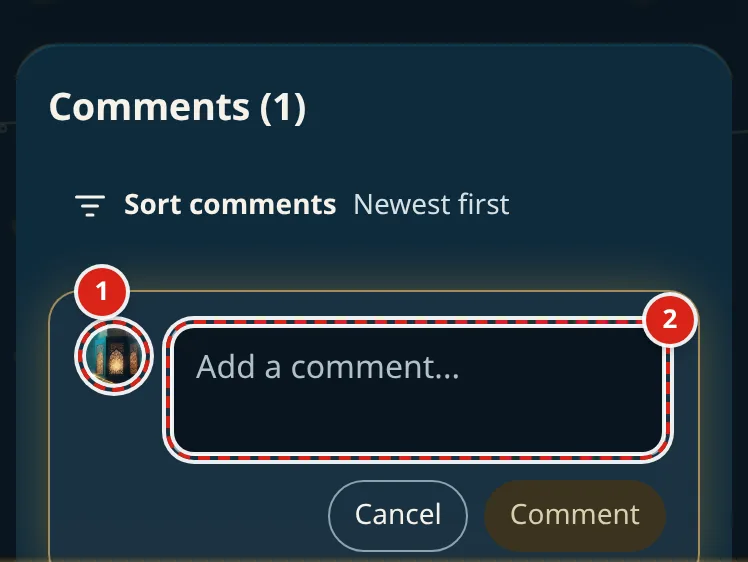 Comments (1)
Sort comments Newest first
1
2
Add a comment...
Cancel Comment